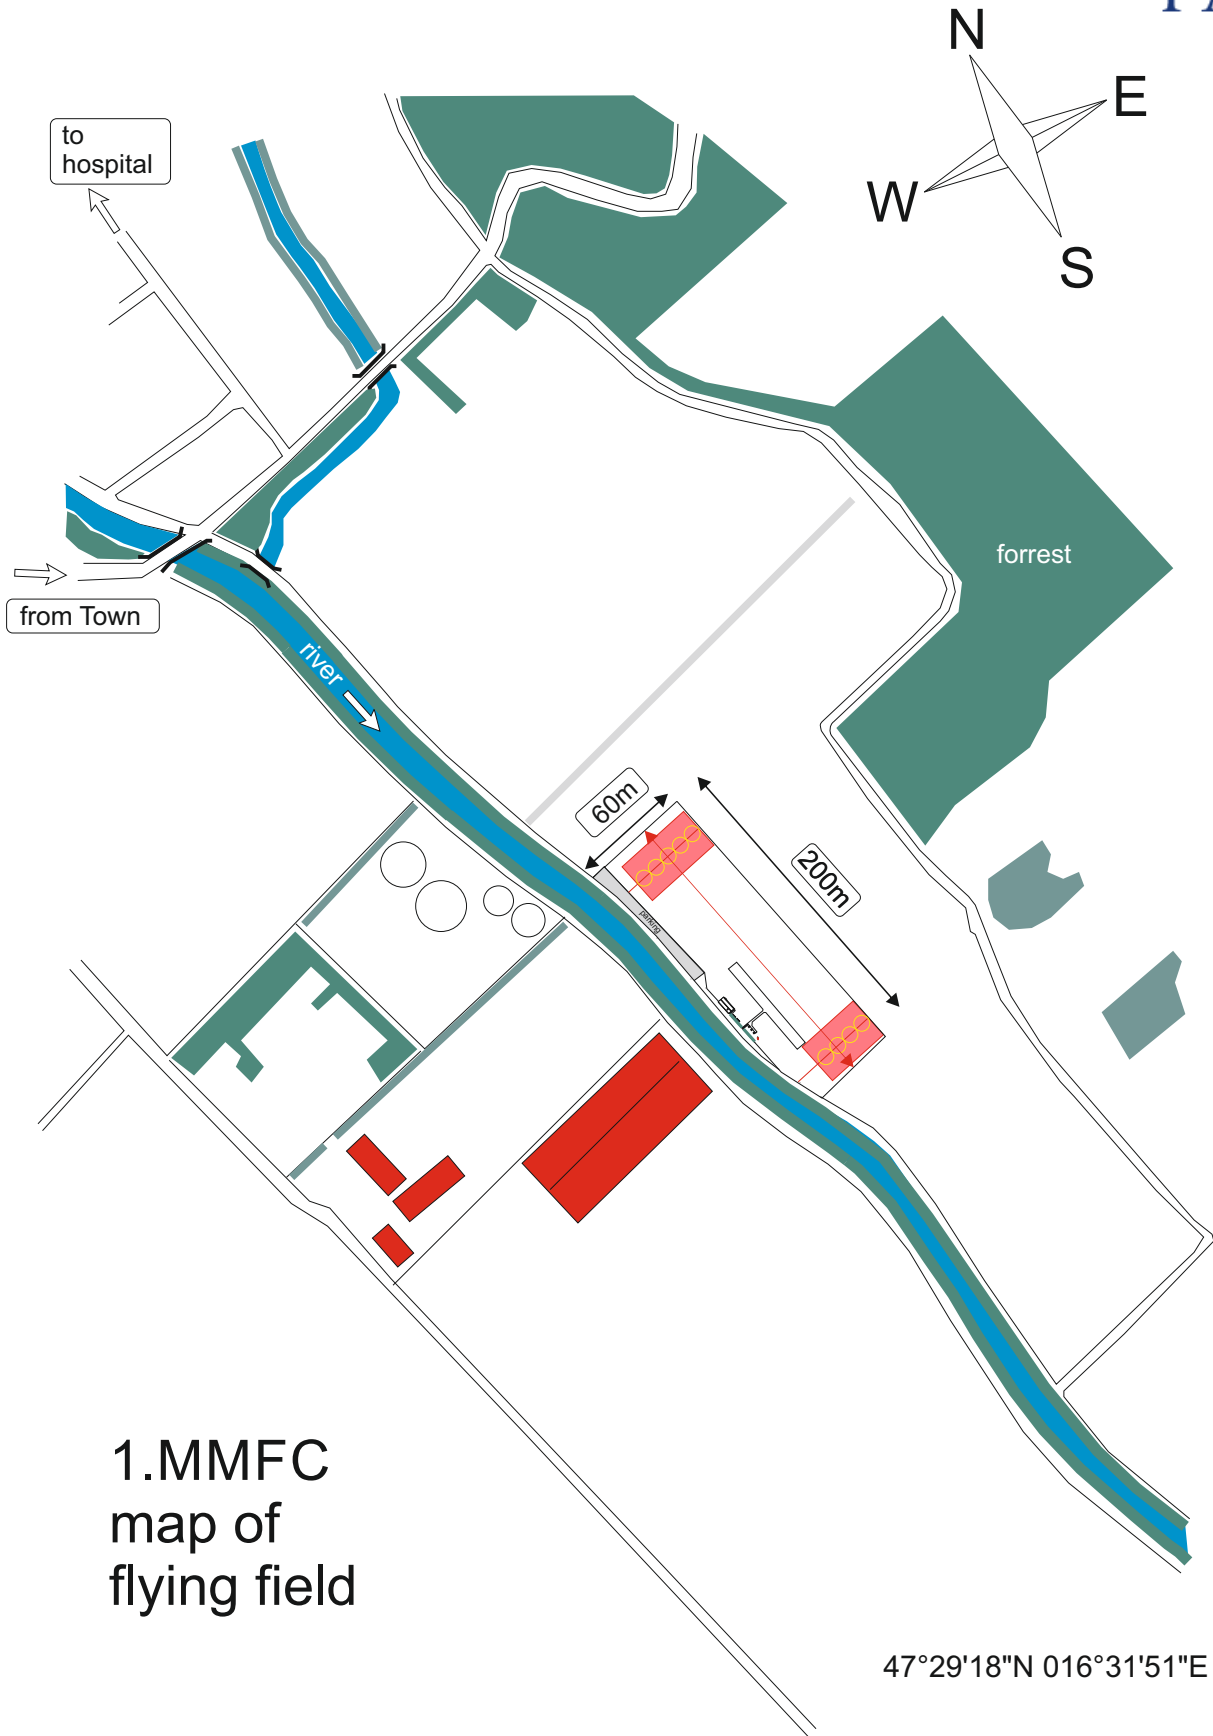 N
E
W
S
to
hospital
forrest
from Town
river
60m
200m
parking
1.MMFC
map of
flying field
47°29'18"N 016°31'51"E